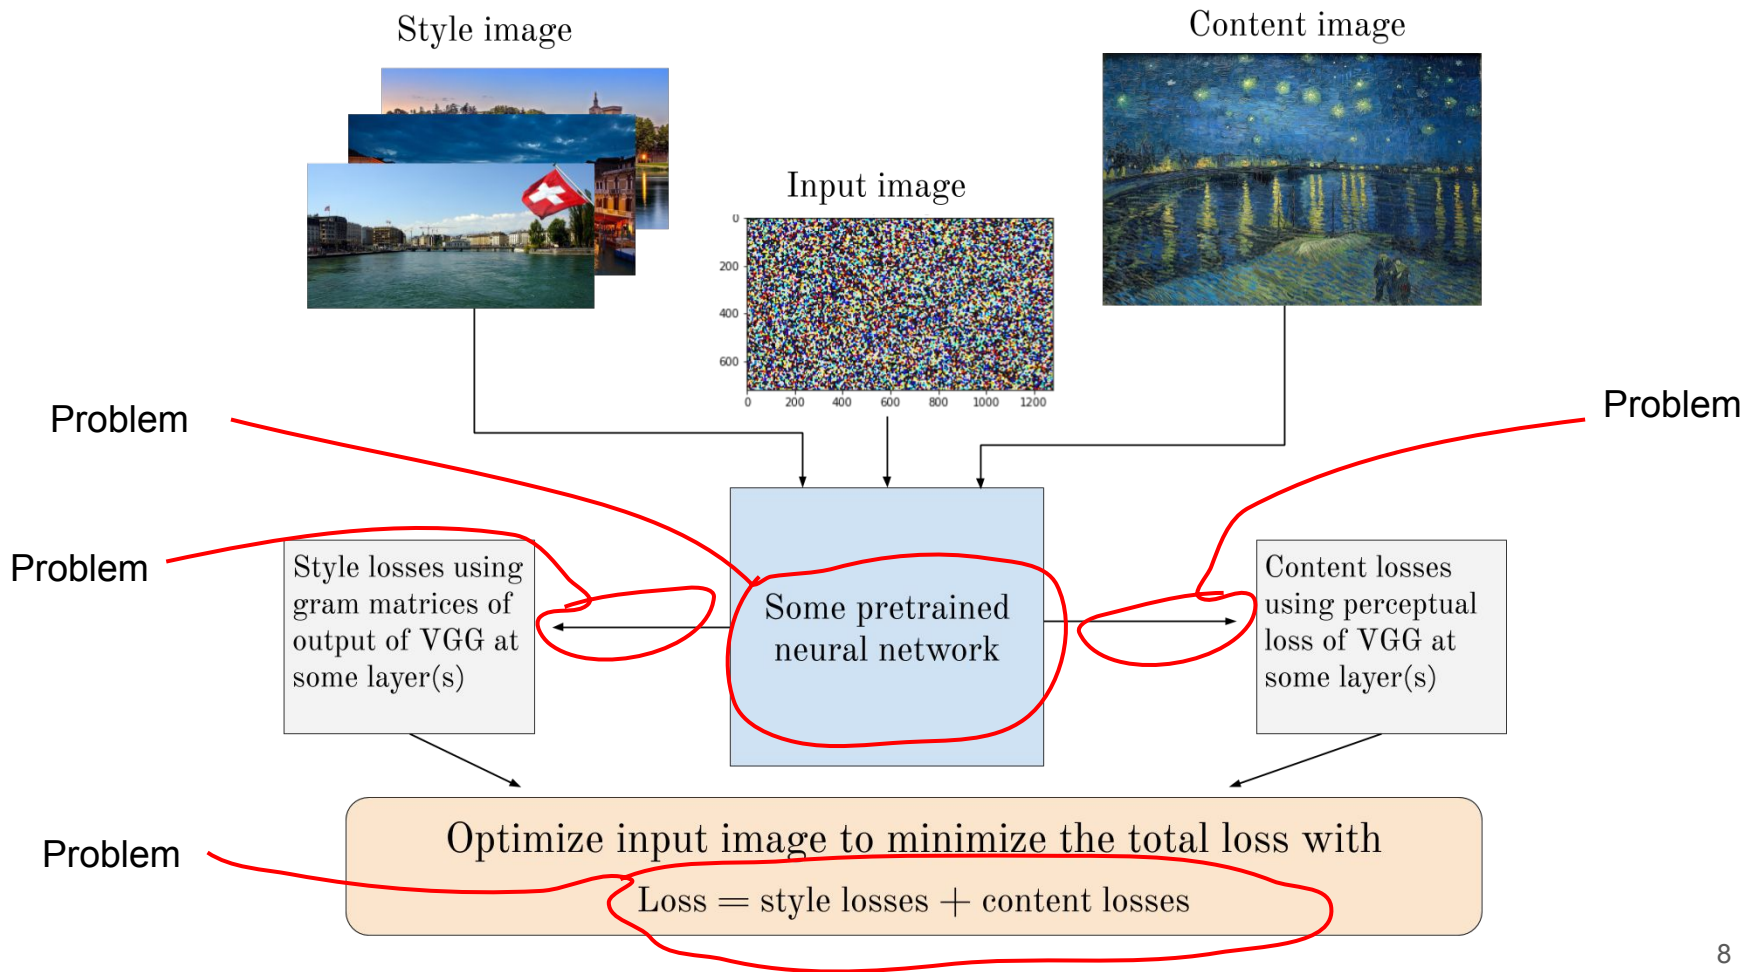 Style image
Content image
Input image
0
200
400
600
0 200 400 600 800 1000 1200
Problem
Problem
Problem
Style losses using
gram matrices of
output of VGG at
some layer(s)
Some pretrained
neural network
Content losses
using perceptual
loss of VGG at
some layer(s)
Problem
Optimize input image to minimize the total loss with
Loss = style losses + content losses
8